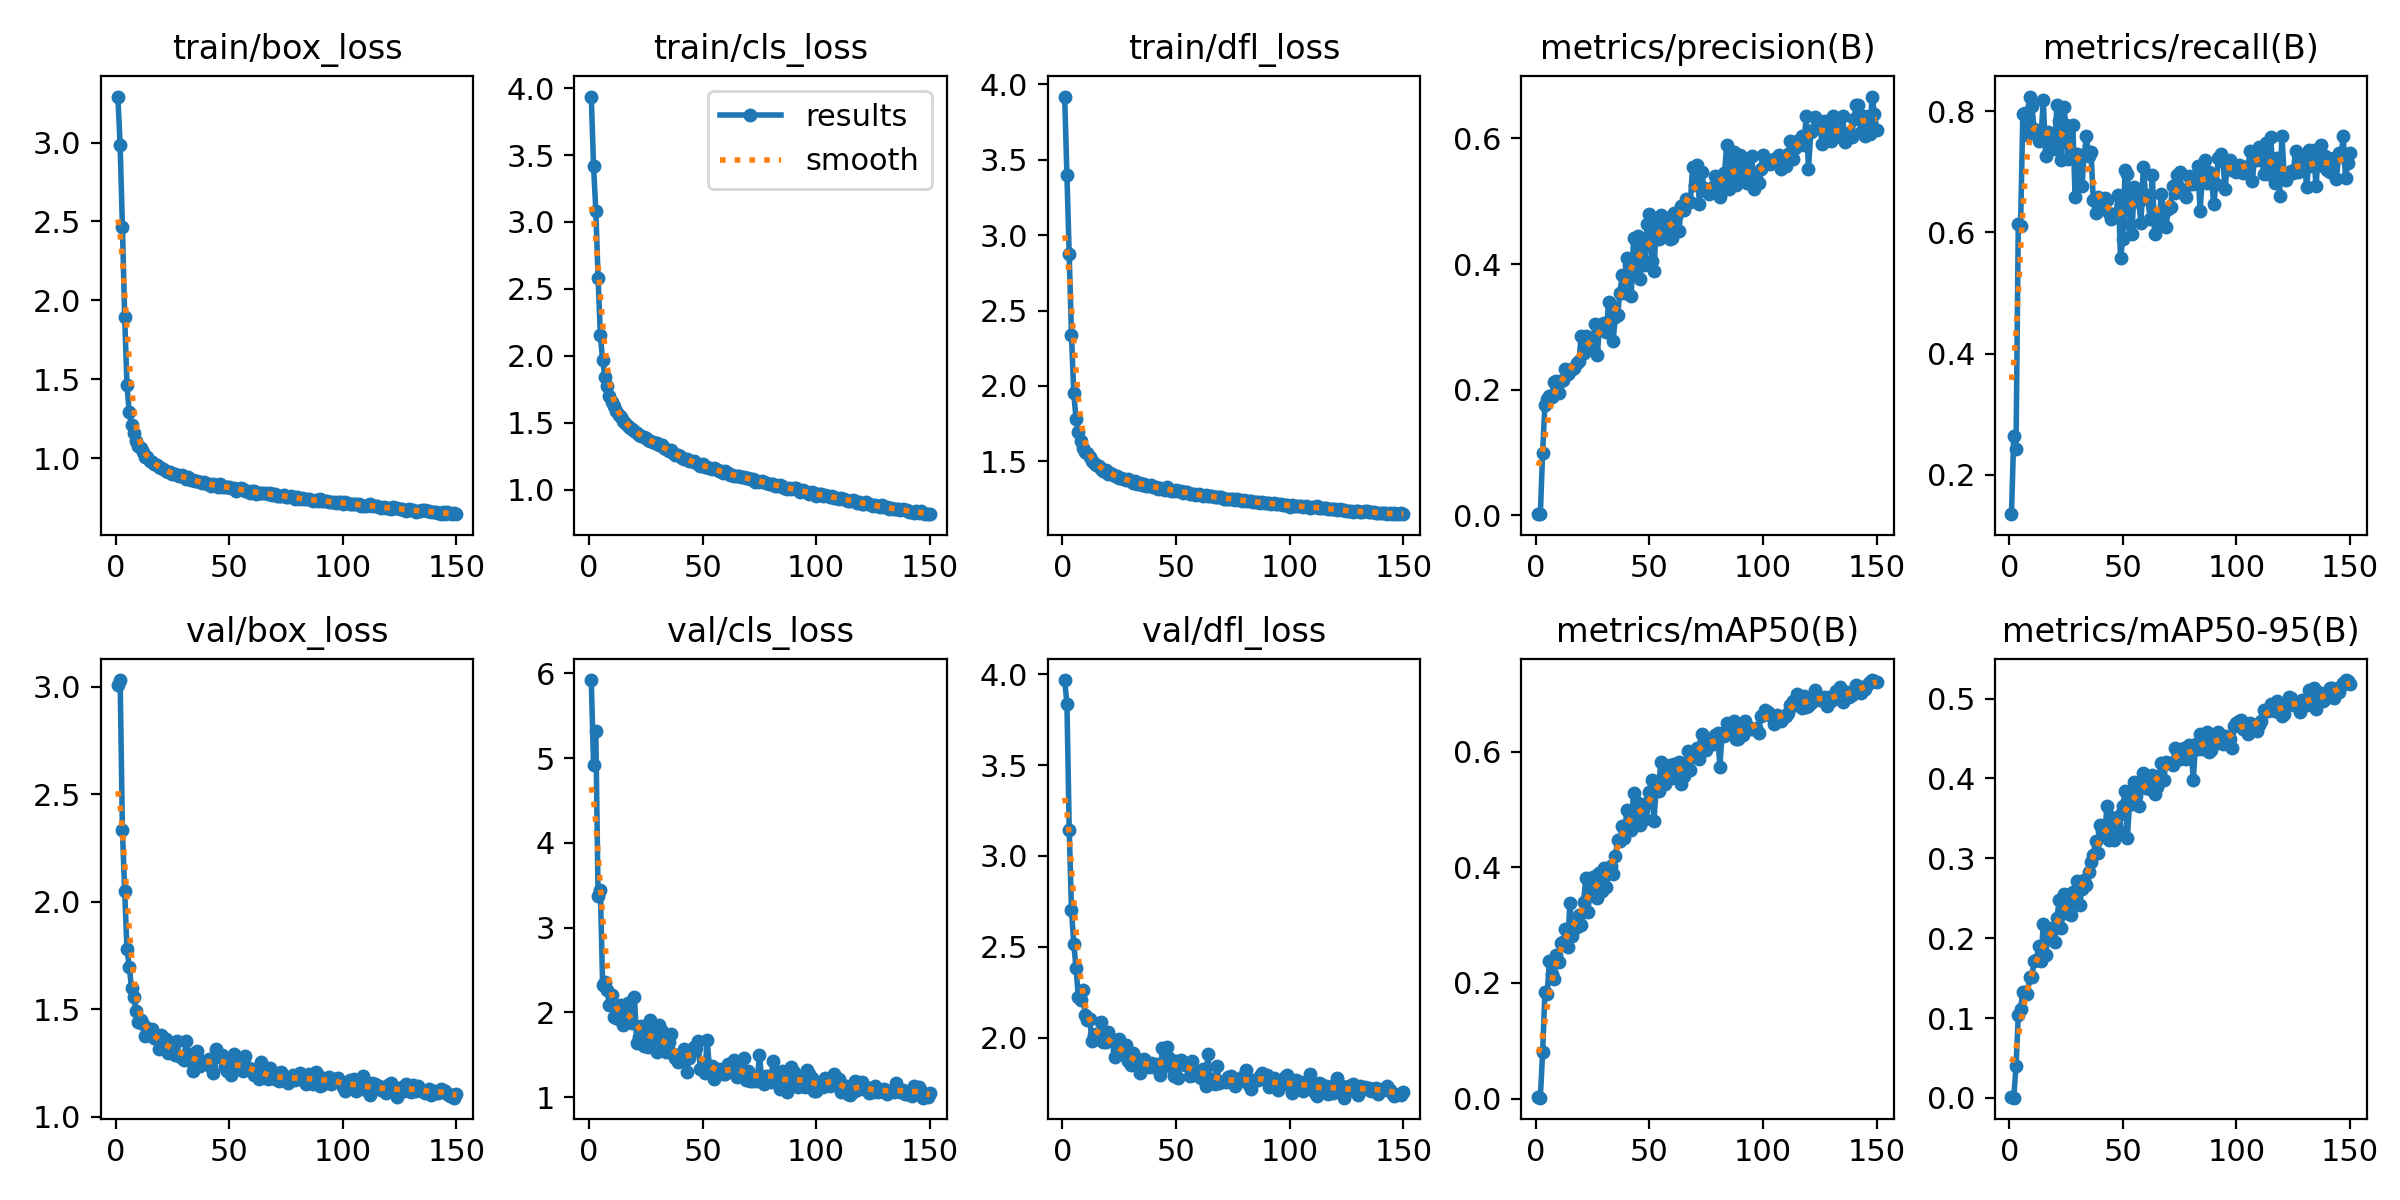 train/box_loss
3.0
2.5
2.0
1.5
1.0
0 50 100 150
train/cls_loss
results
smooth
4.0
3.5
3.0
2.5
2.0
1.5
1.0
0 50 100 150
train/dfl_loss
4.0
3.5
3.0
2.5
2.0
1.5
0 50 100 150
metrics/precision(B)
0.6
0.4
0.2
0.0
0 50 100 150
metrics/recall(B)
0.8
0.6
0.4
0.2
0 50 100 150
val/box_loss
3.0
2.5
2.0
1.5
1.0
0 50 100 150
val/cls_loss
6
5
4
3
2
1
0 50 100 150
val/dfl_loss
4.0
3.5
3.0
2.5
2.0
0 50 100 150
metrics/mAP50(B)
0.6
0.4
0.2
0.0
0 50 100 150
metrics/mAP50-95(B)
0.5
0.4
0.3
0.2
0.1
0.0
0 50 100 150